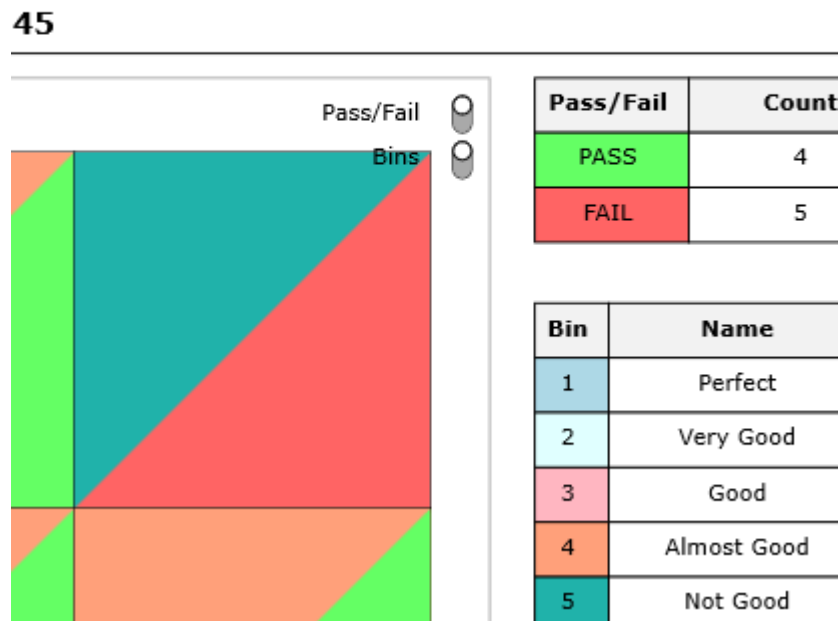 45
Pass/Fail
Bins
Pass/Fail Count
PASS 4
FAIL 5
Bin Name
1 Perfect
2 Very Good
3 Good
4 Almost Good
5 Not Good